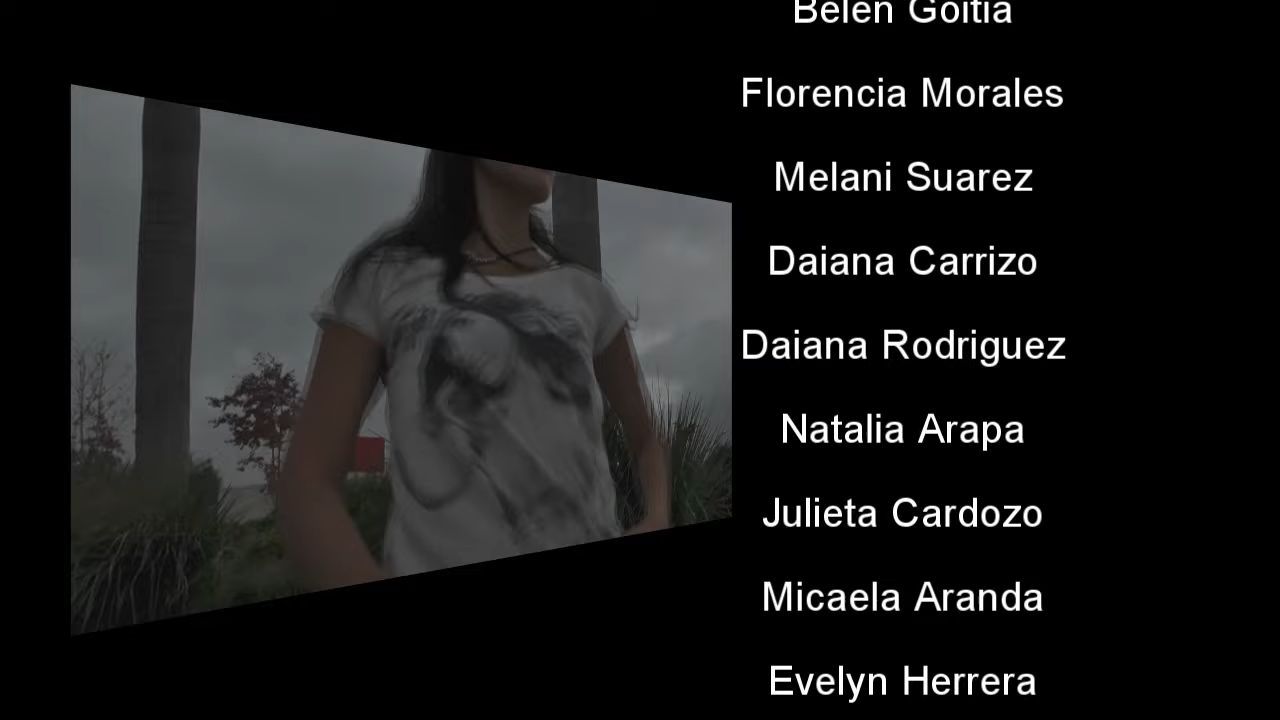 Belen Goitia
Florencia Morales
Melani Suarez
Daiana Carrizo
Daiana Rodriguez
Natalia Arapa
Julieta Cardozo
Micaela Aranda
Evelyn Herrera